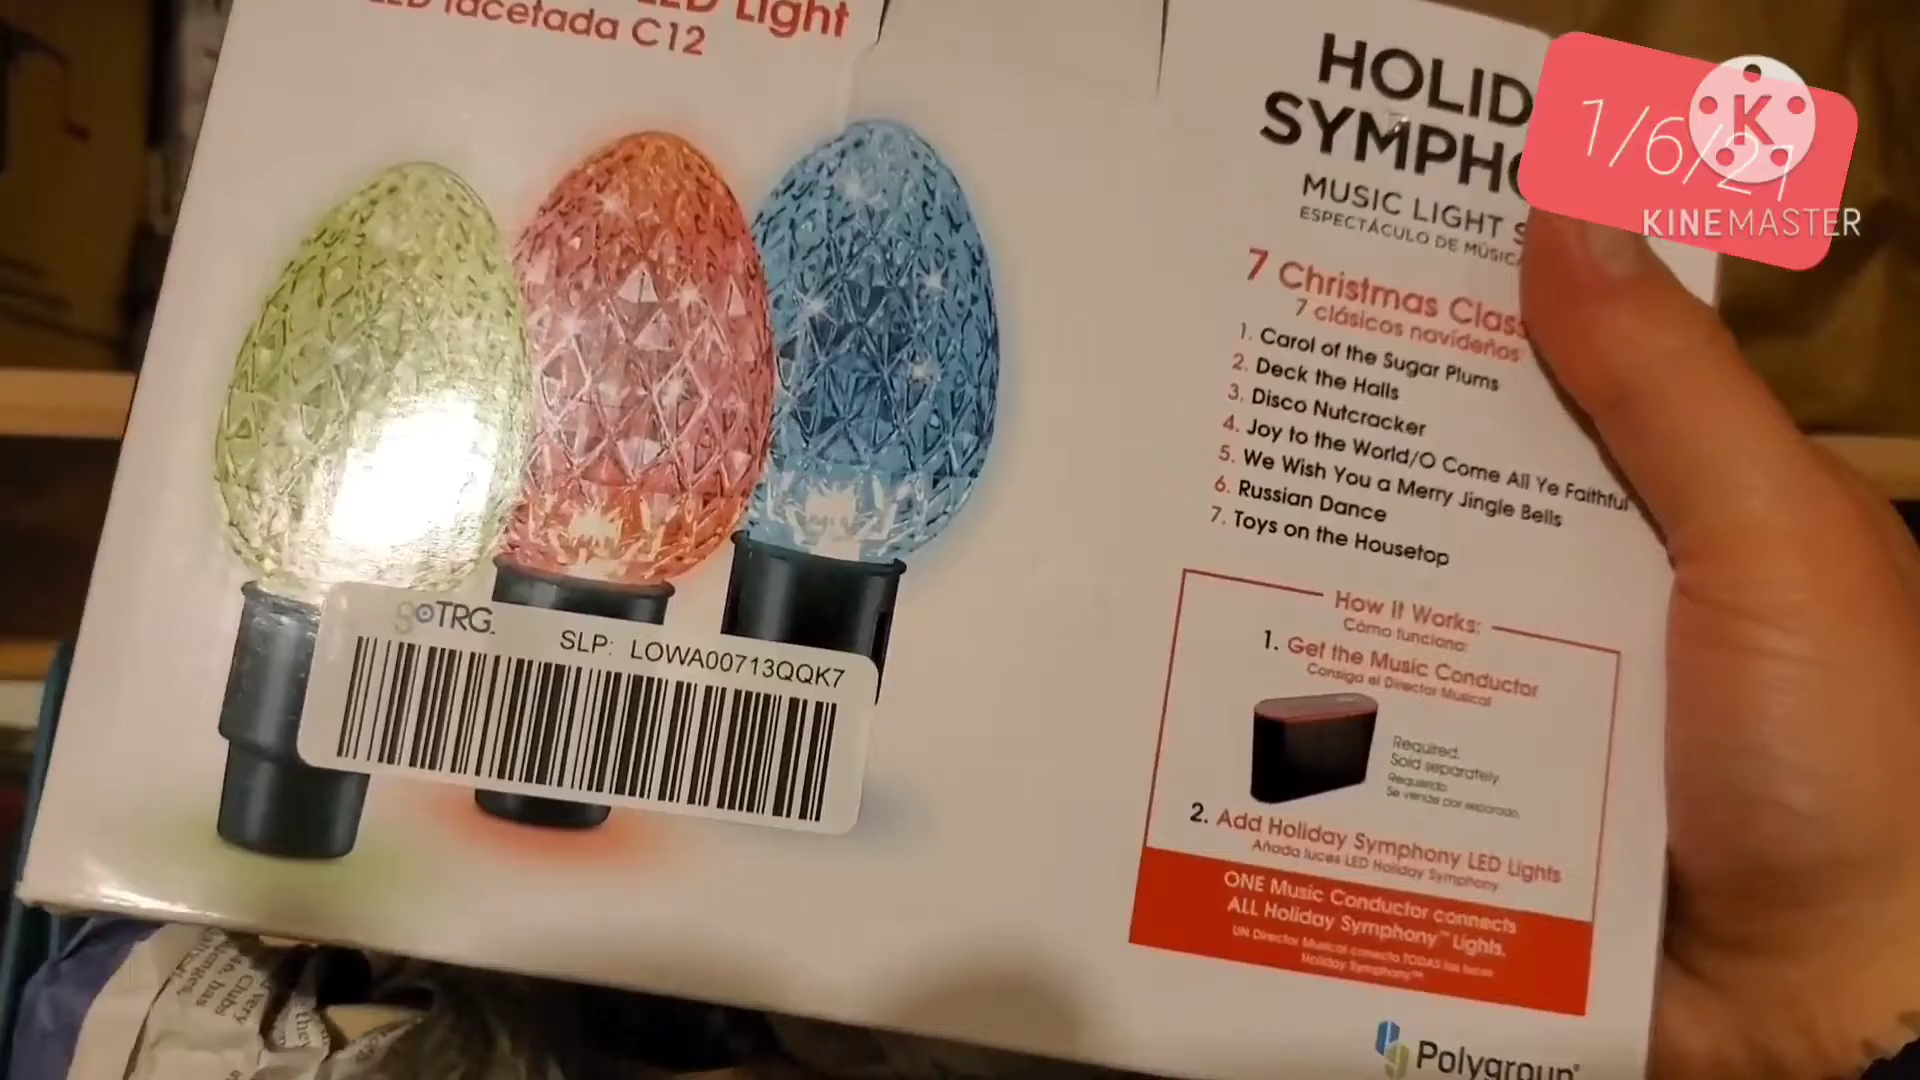 LED Light
LED facetada C12
HOLID
SYMPHO
MUSIC LIGHT S
ESPECTÁCULO DE MÚSICA
7 Christmas Class
7 clásicos navideños
1. Carol of the Sugar Plums
2. Deck the Halls
3. Disco Nutcracker
4. Joy to the World/O Come All Ye Faithful
5. We Wish You a Merry Jingle Bells
6. Russian Dance
7. Toys on the Housetop
How It Works:
Cómo funciona:
1. Get the Music Conductor
Consiga el Director Musical
Required.
Sold separately
Requerido
Se vende por separado.
2. Add Holiday Symphony LED Lights
Añada luces LED Holiday Symphony
ONE Music Conductor connects
ALL Holiday Symphony™ Lights.
UN Director Musical conecta TODAS las luces
Holiday Symphony™
Polygroup®
goTRG.
SLP: LOWA00713QQK7
1/6/21
K
KINEMASTER
has
Clubs
very